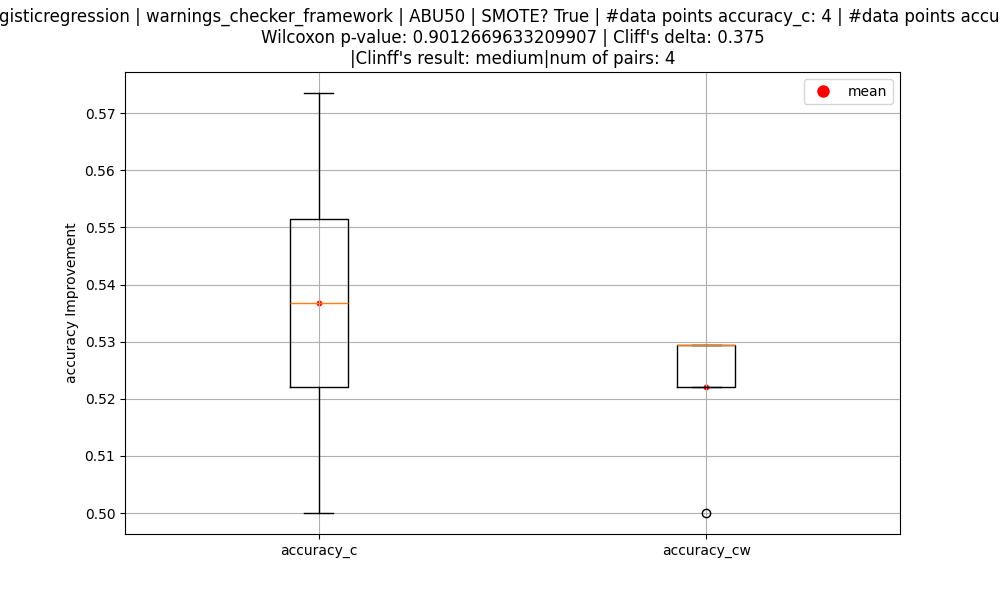 gisticregression | warnings_checker_framework | ABU50 | SMOTE? True | #data points accuracy_c: 4 | #data points accu
Wilcoxon p-value: 0.9012669633209907 | Cliff's delta: 0.375
|Clinff's result: medium|num of pairs: 4
mean
0.57
0.56
0.55
0.54
0.53
0.52
0.51
0.50
accuracy Improvement
accuracy_c
accuracy_cw